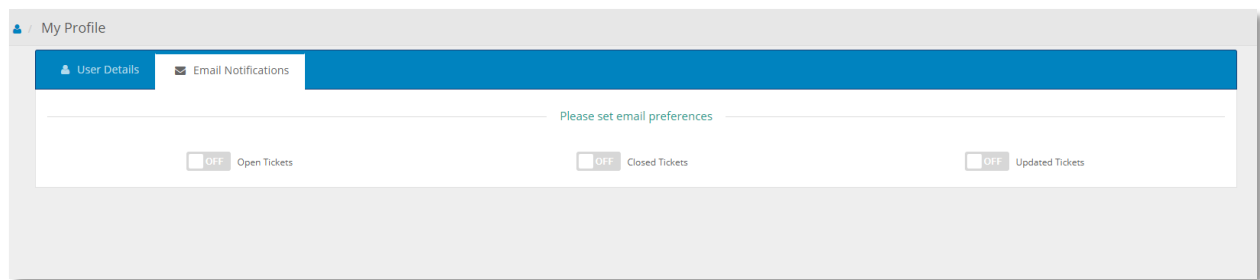 / My Profile
User Details
Email Notifications
Please set email preferences
OFF Open Tickets
OFF Closed Tickets
OFF Updated Tickets